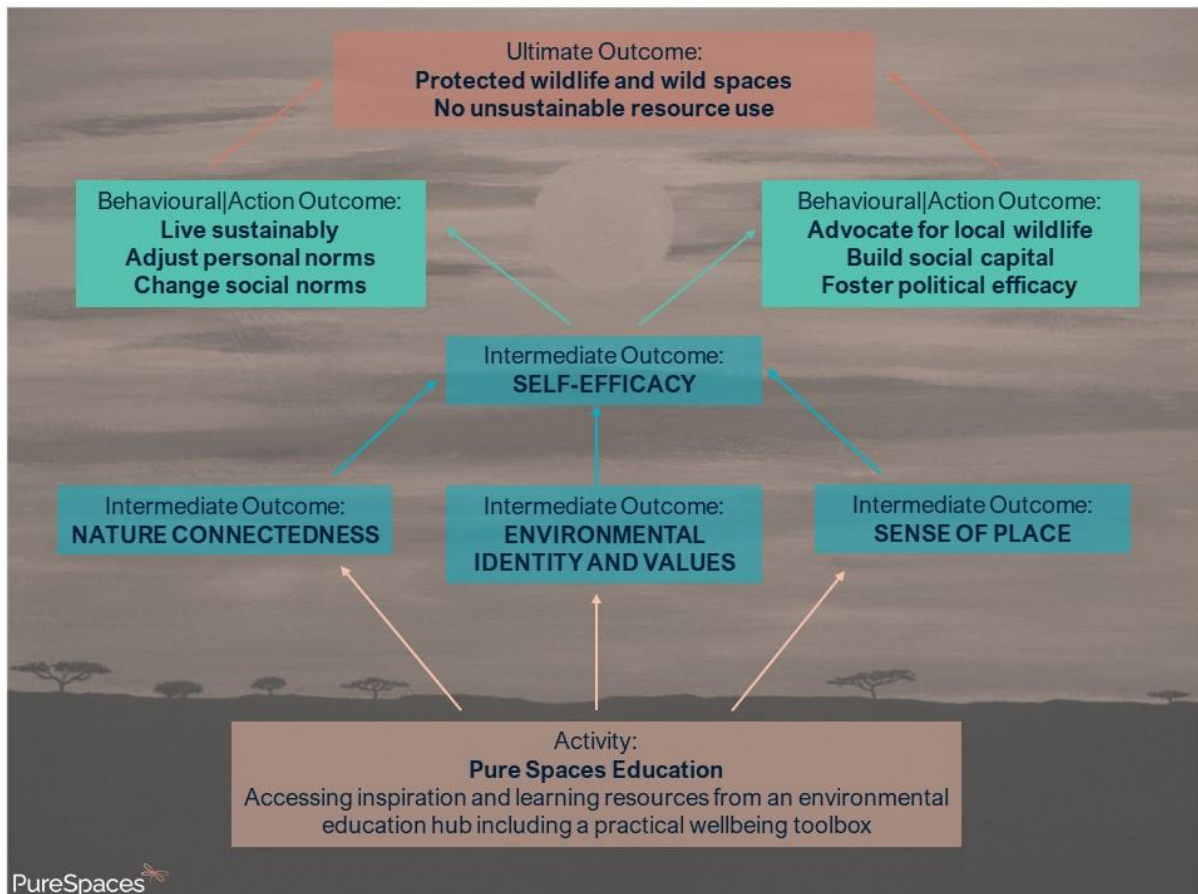 Ultimate Outcome:
Protected wildlife and wild spaces
No unsustainable resource use
Behavioural|Action Outcome:
Live sustainably
Adjust personal norms
Change social norms
Behavioural|Action Outcome:
Advocate for local wildlife
Build social capital
Foster political efficacy
Intermediate Outcome:
SELF-EFFICACY
Intermediate Outcome:
NATURE CONNECTEDNESS
Intermediate Outcome:
ENVIRONMENTAL
IDENTITY AND VALUES
Intermediate Outcome:
SENSE OF PLACE
Activity:
Pure Spaces Education
Accessing inspiration and learning resources from an environmental
education hub including a practical wellbeing toolbox
PureSpaces